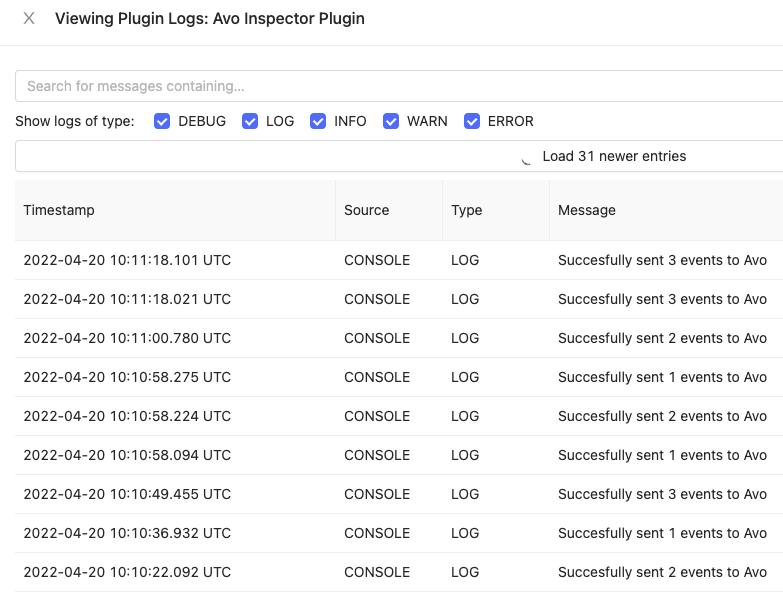 Viewing Plugin Logs: Avo Inspector Plugin
Search for messages containing...
Show logs of type: DEBUG LOG INFO WARN ERROR
Load 31 newer entries
Timestamp Source Type Message
2022-04-20 10:11:18.101 UTC CONSOLE LOG Succesfully sent 3 events to Avo
2022-04-20 10:11:18.021 UTC CONSOLE LOG Succesfully sent 3 events to Avo
2022-04-20 10:11:00.780 UTC CONSOLE LOG Succesfully sent 2 events to Avo
2022-04-20 10:10:58.275 UTC CONSOLE LOG Succesfully sent 1 events to Avo
2022-04-20 10:10:58.224 UTC CONSOLE LOG Succesfully sent 2 events to Avo
2022-04-20 10:10:58.094 UTC CONSOLE LOG Succesfully sent 1 events to Avo
2022-04-20 10:10:49.455 UTC CONSOLE LOG Succesfully sent 3 events to Avo
2022-04-20 10:10:36.932 UTC CONSOLE LOG Succesfully sent 1 events to Avo
2022-04-20 10:10:22.092 UTC CONSOLE LOG Succesfully sent 2 events to Avo